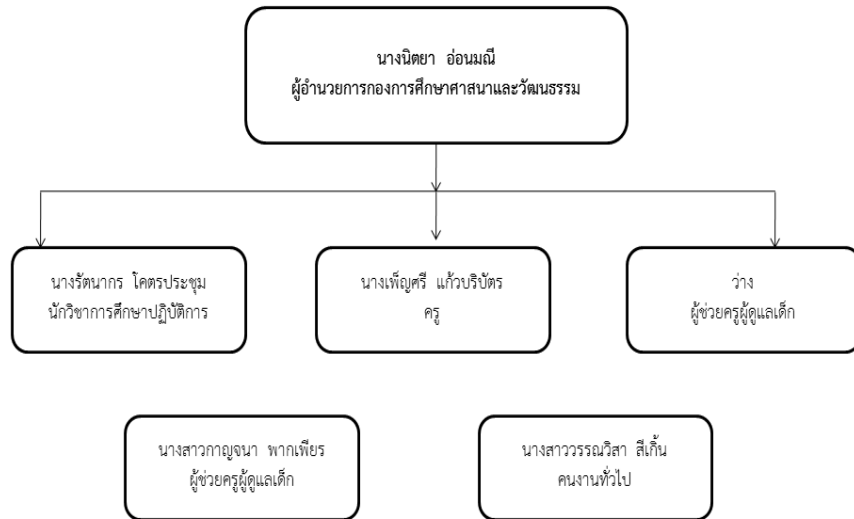 นางนิตยา อ่อนมณี
ผู้อำนวยการกองการศึกษาศาสนาและวัฒนธรรม
นางรัตนากร โคตรประชุม
นักวิชาการศึกษาปฏิบัติการ
นางเพ็ญศรี แก้วบริบัตร
ครู
ว่าง
ผู้ช่วยครูผู้ดูแลเด็ก
นางสาวกาญจนา พากเพียร
ผู้ช่วยครูผู้ดูแลเด็ก
นางสาววรรณวิสา สีเกิ้น
คนงานทั่วไป